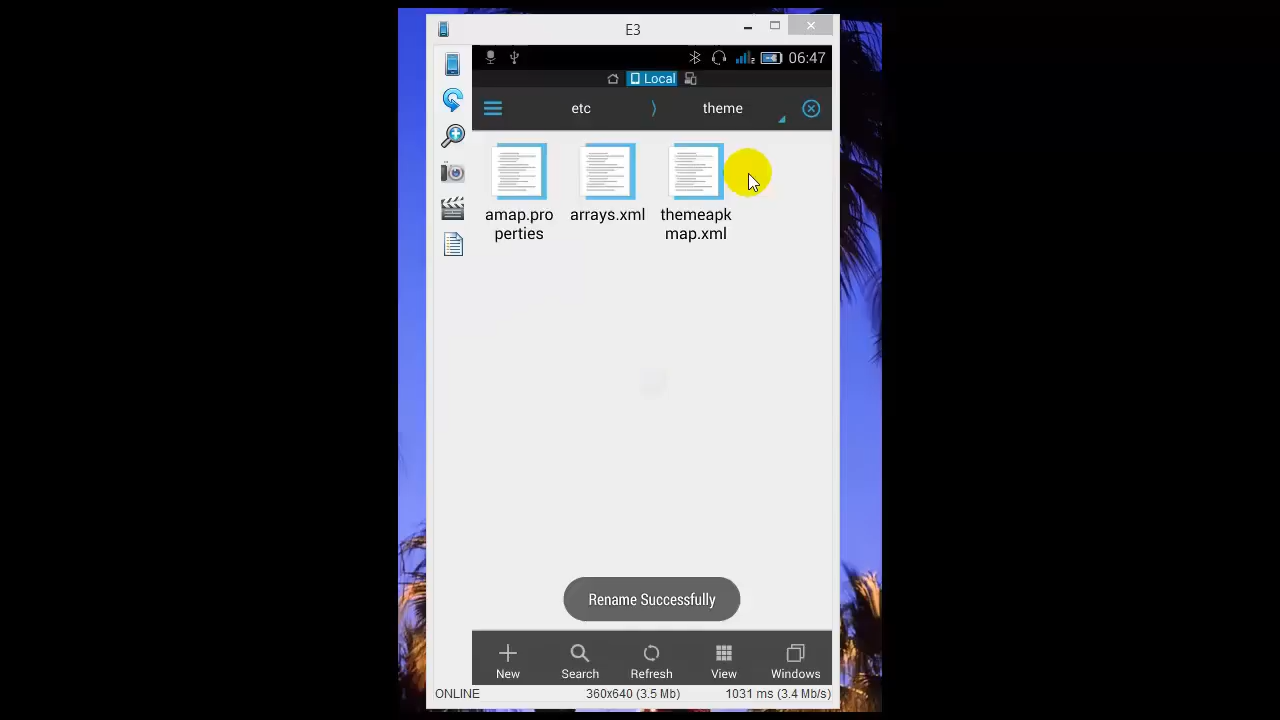 E3
06:47
Local
etc
theme
amap.pro
perties
arrays.xml
themeapk
map.xml
Rename Successfully
New
Search
Refresh
View
Windows
ONLINE
360x640 (3.5 Mb)
1031 ms (3.4 Mb/s)